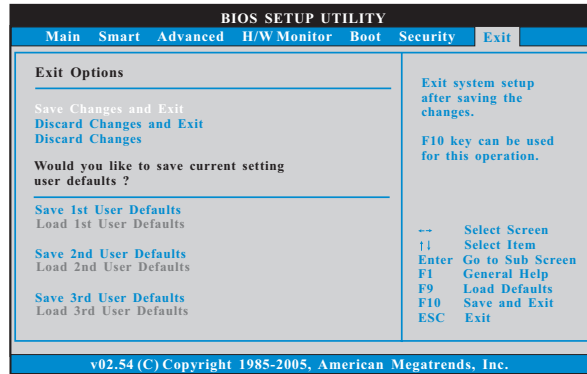 BIOS SETUP UTILITY
Main Smart Advanced H/W Monitor Boot Security Exit
Exit Options
Save Changes and Exit
Discard Changes and Exit
Discard Changes
Would you like to save current setting
user defaults ?
Save 1st User Defaults
Load 1st User Defaults
Save 2nd User Defaults
Load 2nd User Defaults
Save 3rd User Defaults
Load 3rd User Defaults
Exit system setup
after saving the
changes.
F10 key can be used
for this operation.
←→ Select Screen
↑↓ Select Item
Enter Go to Sub Screen
F1 General Help
F9 Load Defaults
F10 Save and Exit
ESC Exit
v02.54 (C) Copyright 1985-2005, American Megatrends, Inc.